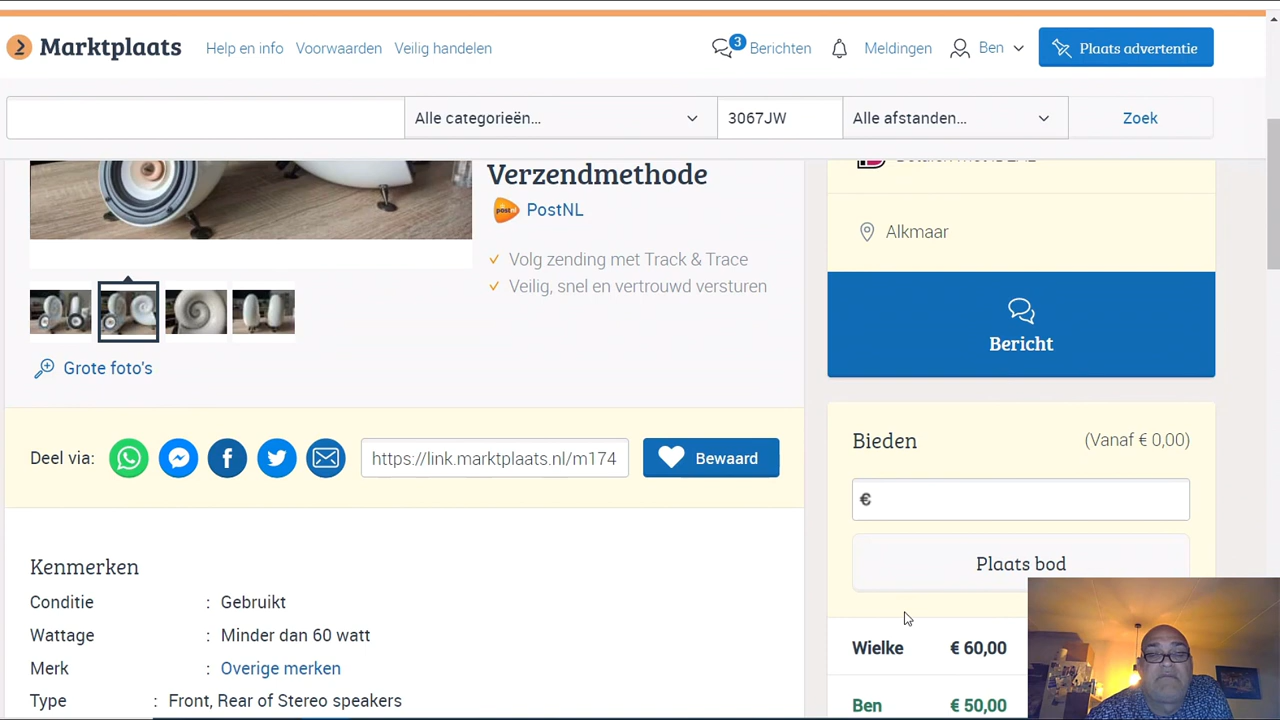 Marktplaats
Help en info
Voorwaarden
Veilig handelen
3
Berichten
Meldingen
Ben
Plaats advertentie
Alle categorieën...
3067JW
Alle afstanden...
Zoek
Verzendmethode
PostNL
Volg zending met Track & Trace
Veilig, snel en vertrouwd versturen
Grote foto's
Deel via:
https://link.marktplaats.nl/m174
Bewaard
Kenmerken
Conditie : Gebruikt
Wattage : Minder dan 60 watt
Merk : Overige merken
Type : Front, Rear of Stereo speakers
Alkmaar
Bericht
Bieden (Vanaf € 0,00)
€
Plaats bod
Wielke € 60,00
Ben € 50,00